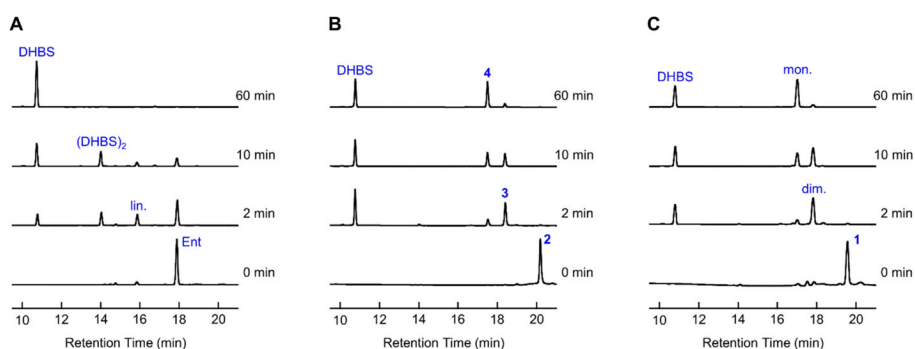 A
DHBS
60 min
(DHBS)2
10 min
lin.
2 min
Ent
0 min
10 12 14 16 18 20
Retention Time (min)
B
DHBS
4
60 min
10 min
3
2 min
2
0 min
10 12 14 16 18 20
Retention Time (min)
C
DHBS
mon.
60 min
10 min
dim.
2 min
1
0 min
10 12 14 16 18 20
Retention Time (min)